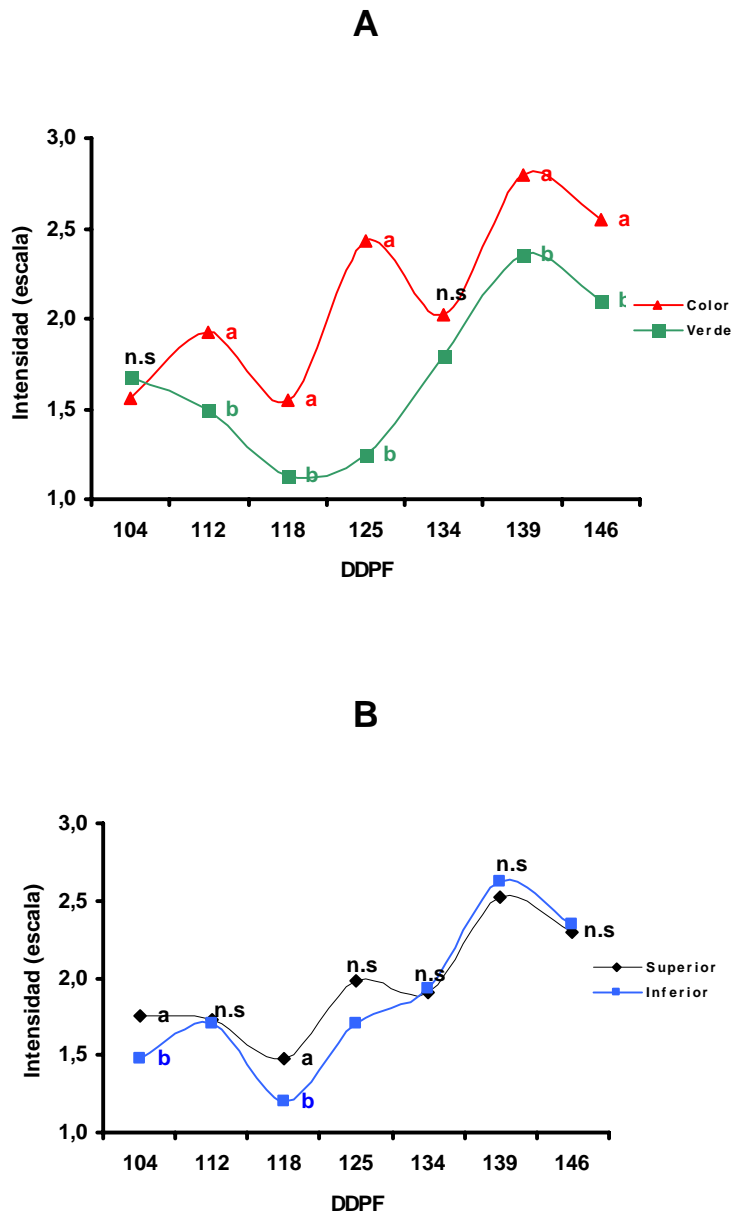 A
3,0
a
a
2,5
a
b
n.s
b
Intensidad (escala)
2,0
Color
n.s
a
Verde
1,5
b
a
b
b
1,0
104 112 118 125 134 139 146
DDPF
B
3,0
n.s
2,5
n.s
Intensidad (escala)
n.s
n.s
2,0
Superior
a
n.s
Inferior
1,5
b
a
b
1,0
104 112 118 125 134 139 146
DDPF